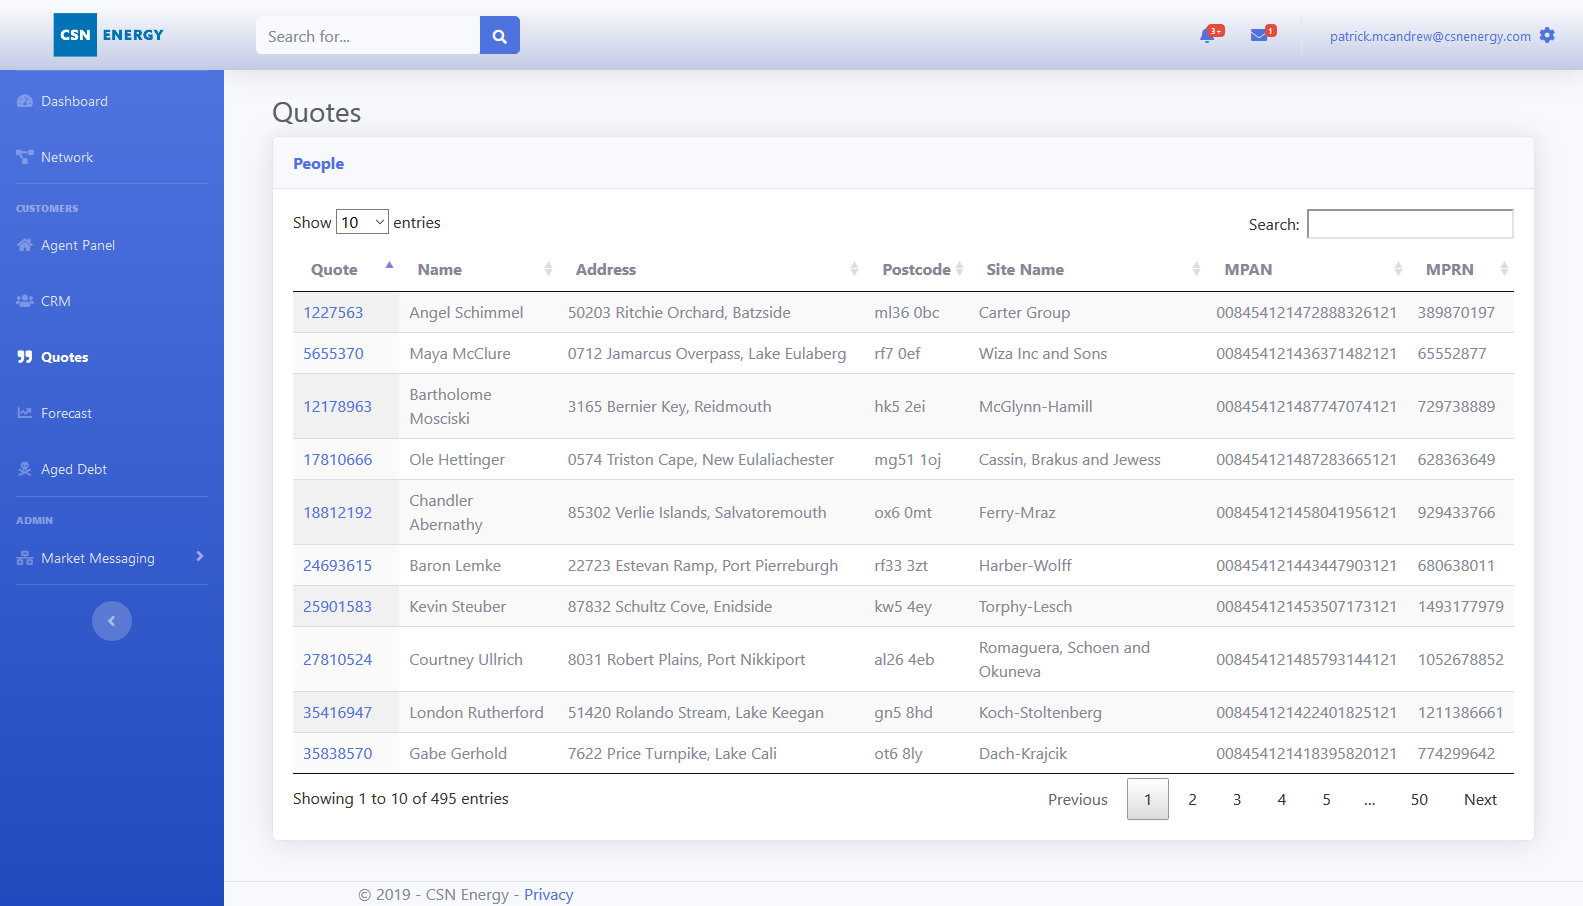 CSN ENERGY
Search for...
3+
1
patrick.mcandrew@csnenergy.com
Dashboard
Network
CUSTOMERS
Agent Panel
CRM
Quotes
Forecast
Aged Debt
ADMIN
Market Messaging
Quotes
People
Show 10 entries
Search:
Quote Name Address Postcode Site Name MPAN MPRN
1227563 Angel Schimmel 50203 Ritchie Orchard, Batzside ml36 0bc Carter Group 008454121472888326121 389870197
5655370 Maya McClure 0712 Jamarcus Overpass, Lake Eulaberg rf7 0ef Wiza Inc and Sons 008454121436371482121 65552877
12178963 Bartholome Mosciski 3165 Bernier Key, Reidmouth hk5 2ei McGlynn-Hamill 008454121487747074121 729738889
17810666 Ole Hettinger 0574 Triston Cape, New Eulaliachester mg51 1oj Cassin, Brakus and Jewess 008454121487283665121 628363649
18812192 Chandler Abernathy 85302 Verlie Islands, Salvatoremouth ox6 0mt Ferry-Mraz 008454121458041956121 929433766
24693615 Baron Lemke 22723 Estevan Ramp, Port Pierreburgh rf33 3zt Harber-Wolff 008454121443447903121 680638011
25901583 Kevin Steuber 87832 Schultz Cove, Enidside kw5 4ey Torphy-Lesch 008454121453507173121 1493177979
27810524 Courtney Ullrich 8031 Robert Plains, Port Nikkiport al26 4eb Romaguera, Schoen and Okuneva 008454121485793144121 1052678852
35416947 London Rutherford 51420 Rolando Stream, Lake Keegan gn5 8hd Koch-Stoltenberg 008454121422401825121 1211386661
35838570 Gabe Gerhold 7622 Price Turnpike, Lake Cali ot6 8ly Dach-Krajcik 008454121418395820121 774299642
Showing 1 to 10 of 495 entries
Previous 1 2 3 4 5 ... 50 Next
© 2019 - CSN Energy - Privacy